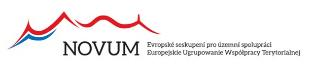 NOVUM
Evropské seskupení pro územní spolupráci
Europejskie Ugrupowanie Współpracy Terytorialnej